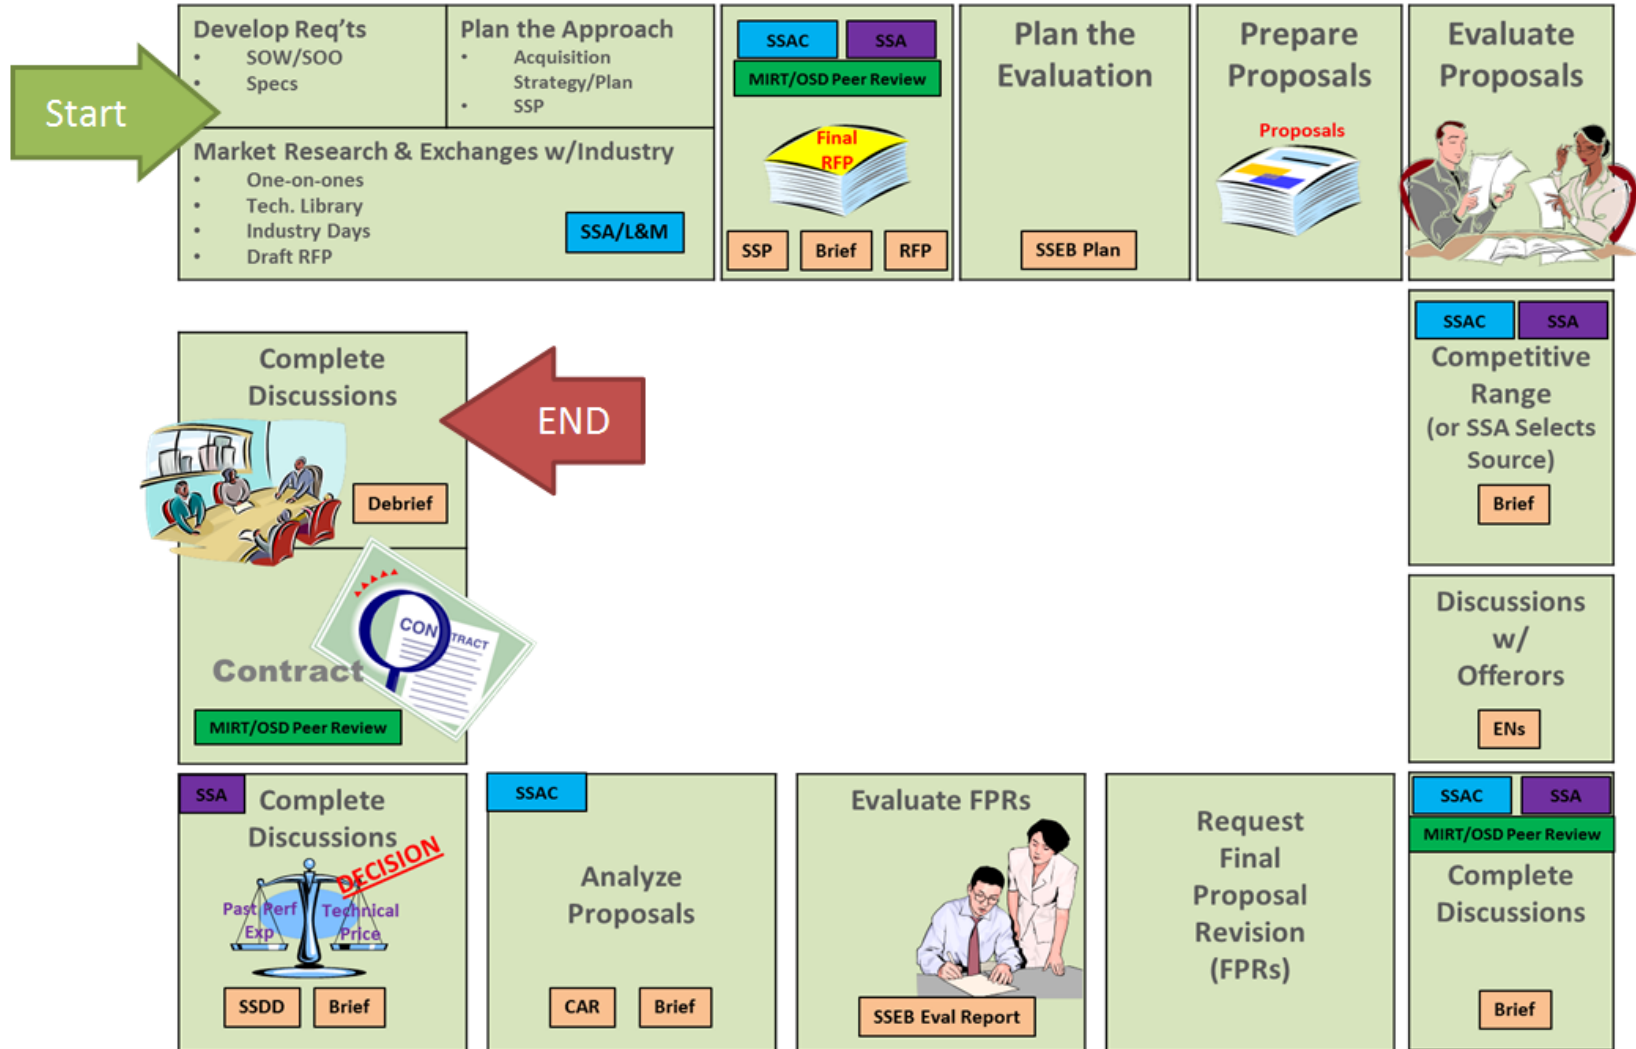 Start
Develop Req'ts
• SOW/SOO
• Specs
Plan the Approach
• Acquisition
Strategy/Plan
• SSP
Market Research & Exchanges w/Industry
• One-on-ones
• Tech. Library
• Industry Days
• Draft RFP
SSA/L&M
SSAC
SSA
MIRT/OSD Peer Review
Final
RFP
SSP
Brief
RFP
Plan the
Evaluation
SSEB Plan
Prepare
Proposals
Proposals
Evaluate
Proposals
SSAC
SSA
Competitive
Range
(or SSA Selects
Source)
Brief
Discussions
w/
Offerors
ENs
SSAC
SSA
MIRT/OSD Peer Review
Complete
Discussions
Brief
Request
Final
Proposal
Revision
(FPRs)
Evaluate FPRs
SSEB Eval Report
SSAC
Analyze
Proposals
CAR
Brief
SSA
Complete
Discussions
DECISION
Past Perf
Exp
Technical
Price
SSDD
Brief
CONTRACT
Contract
MIRT/OSD Peer Review
Complete
Discussions
Debrief
END